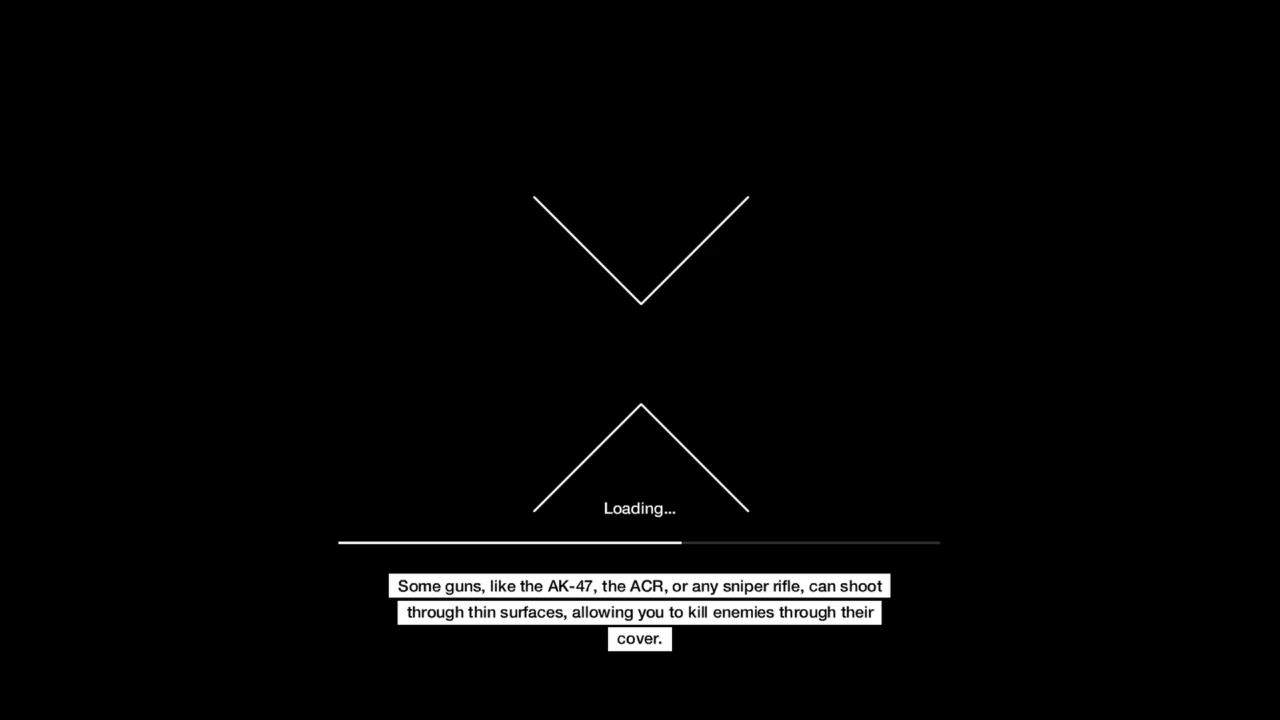 Loading...
Some guns, like the AK-47, the ACR, or any sniper rifle, can shoot
through thin surfaces, allowing you to kill enemies through their
cover.